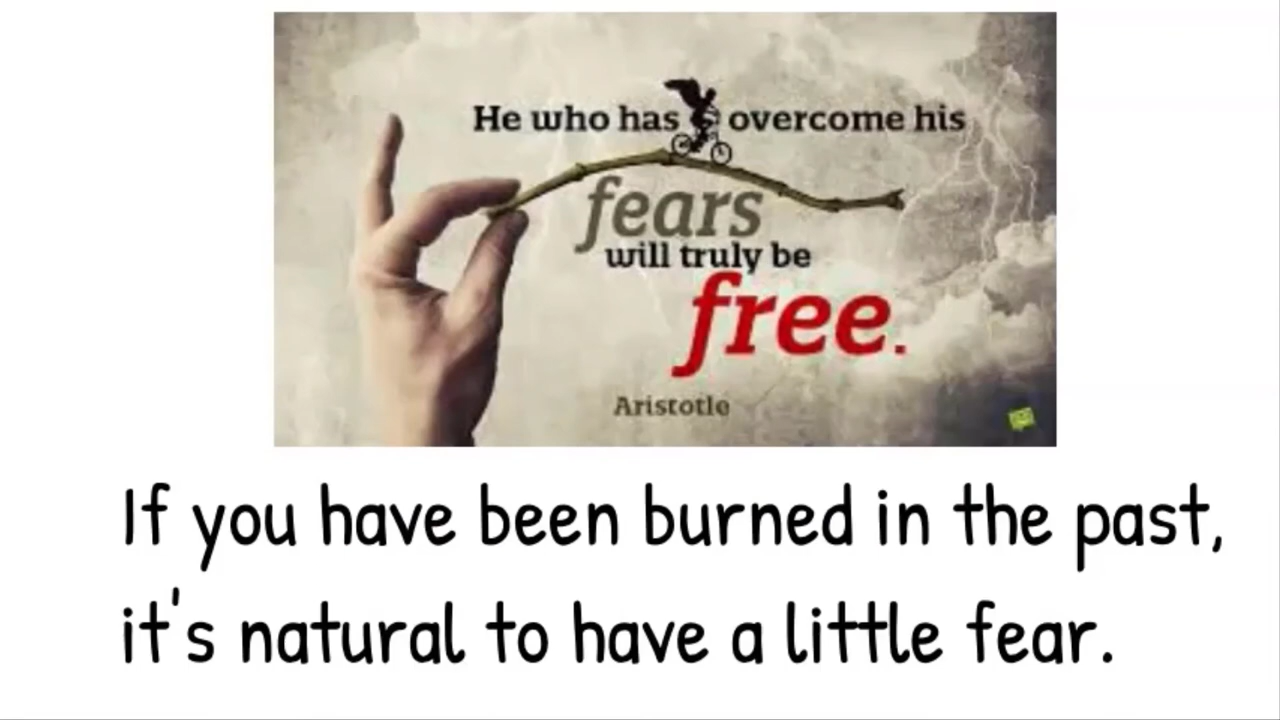 He who has overcome his
fears
will truly be
free.
Aristotle
If you have been burned in the past,
it's natural to have a little fear.